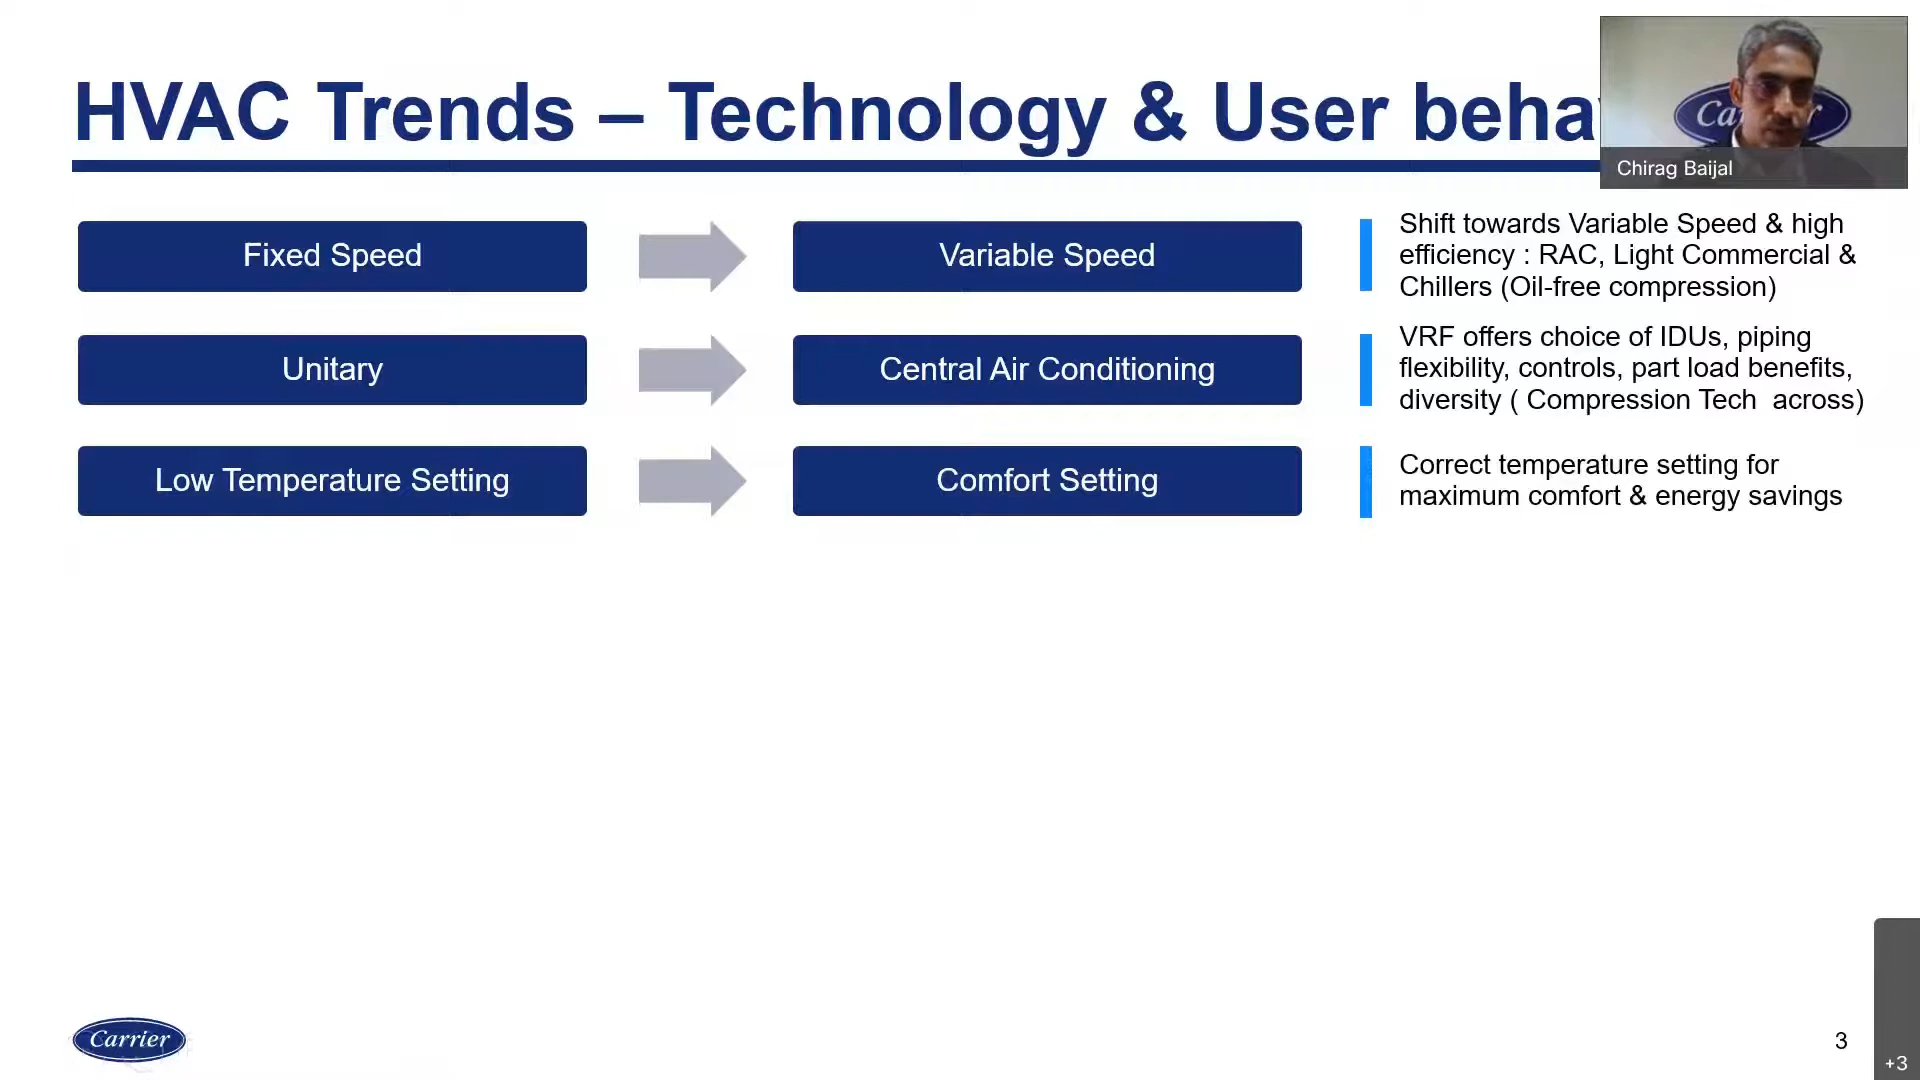 HVAC Trends – Technology & User beha
Chirag Baijal
Fixed Speed
Variable Speed
Shift towards Variable Speed & high
efficiency : RAC, Light Commercial &
Chillers (Oil-free compression)
Unitary
Central Air Conditioning
VRF offers choice of IDUs, piping
flexibility, controls, part load benefits,
diversity ( Compression Tech  across)
Low Temperature Setting
Comfort Setting
Correct temperature setting for
maximum comfort & energy savings
Carrier
3
+3